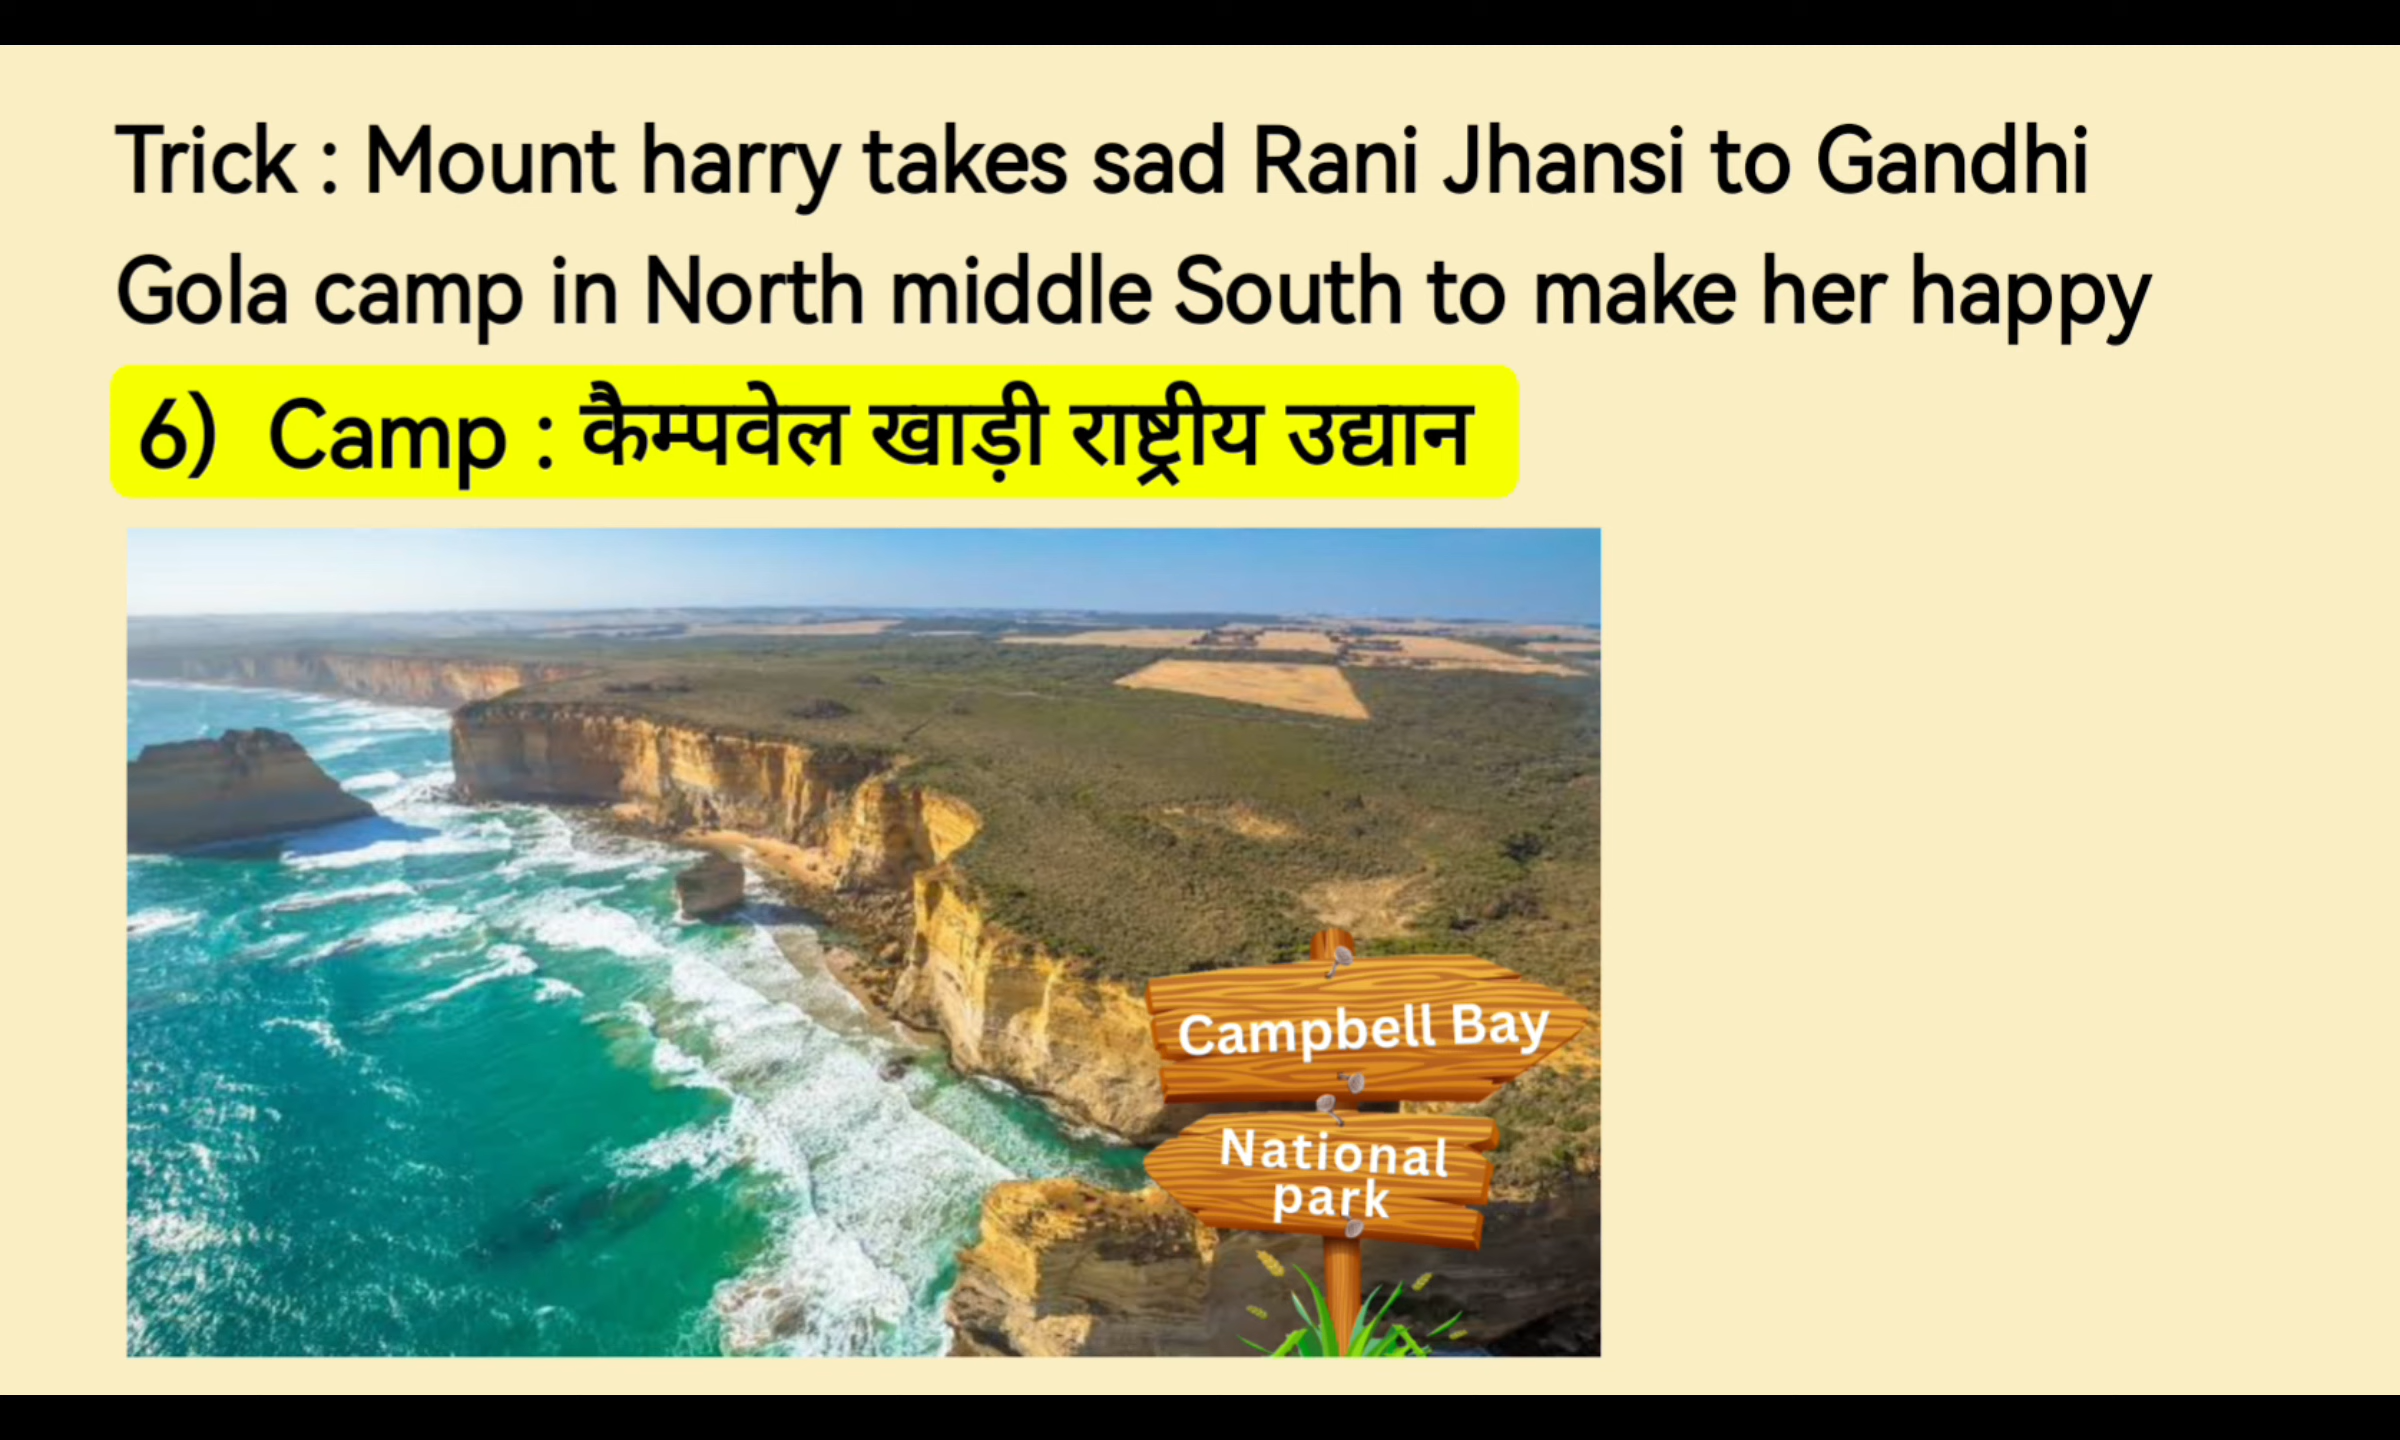 Trick : Mount harry takes sad Rani Jhansi to Gandhi
Gola camp in North middle South to make her happy
6) Camp : कैम्पवेल खाड़ी राष्ट्रीय उद्यान
Campbell Bay
National
park